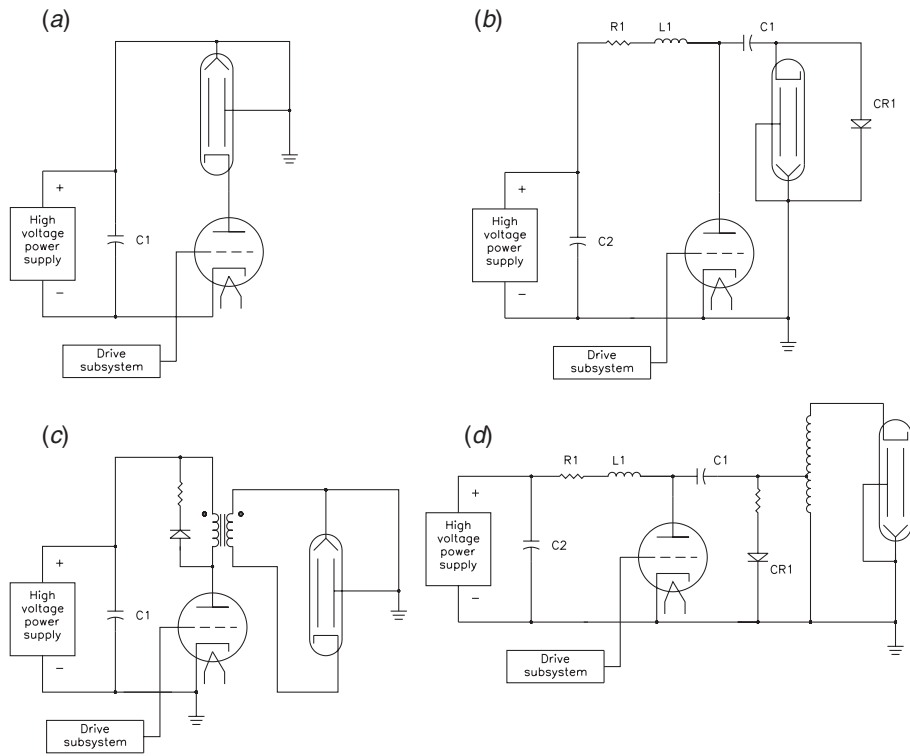 (a)
+
High
voltage
power
supply
−
C1
Drive
subsystem
(b)
R1
L1
C1
CR1
+
High
voltage
power
supply
−
C2
Drive
subsystem
(c)
+
High
voltage
power
supply
−
C1
Drive
subsystem
(d)
R1
L1
C1
+
High
voltage
power
supply
−
C2
CR1
Drive
subsystem